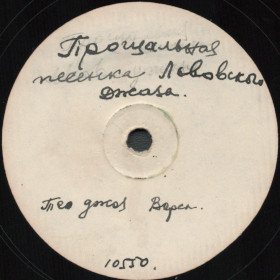 Прощальная
песенка Львовского
джаза.
Тео джаз Варш.
10550.